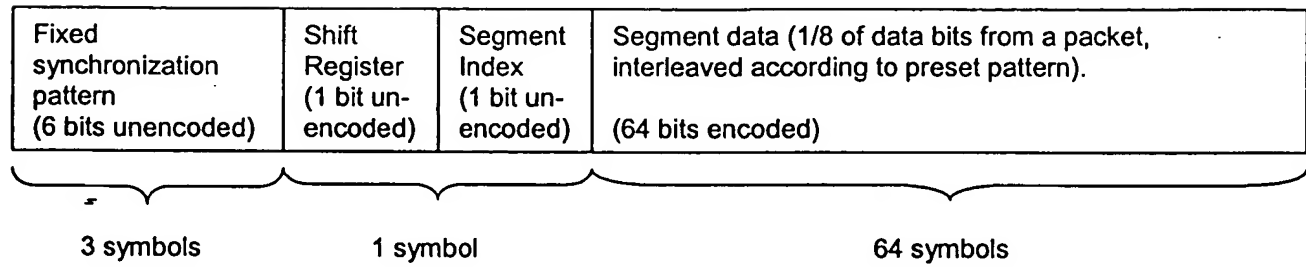 Fixed
synchronization
pattern
(6 bits unencoded)
Shift
Register
(1 bit un-
encoded)
Segment
Index
(1 bit un-
encoded)
Segment data (1/8 of data bits from a packet,
interleaved according to preset pattern).
(64 bits encoded)
3 symbols
1 symbol
64 symbols